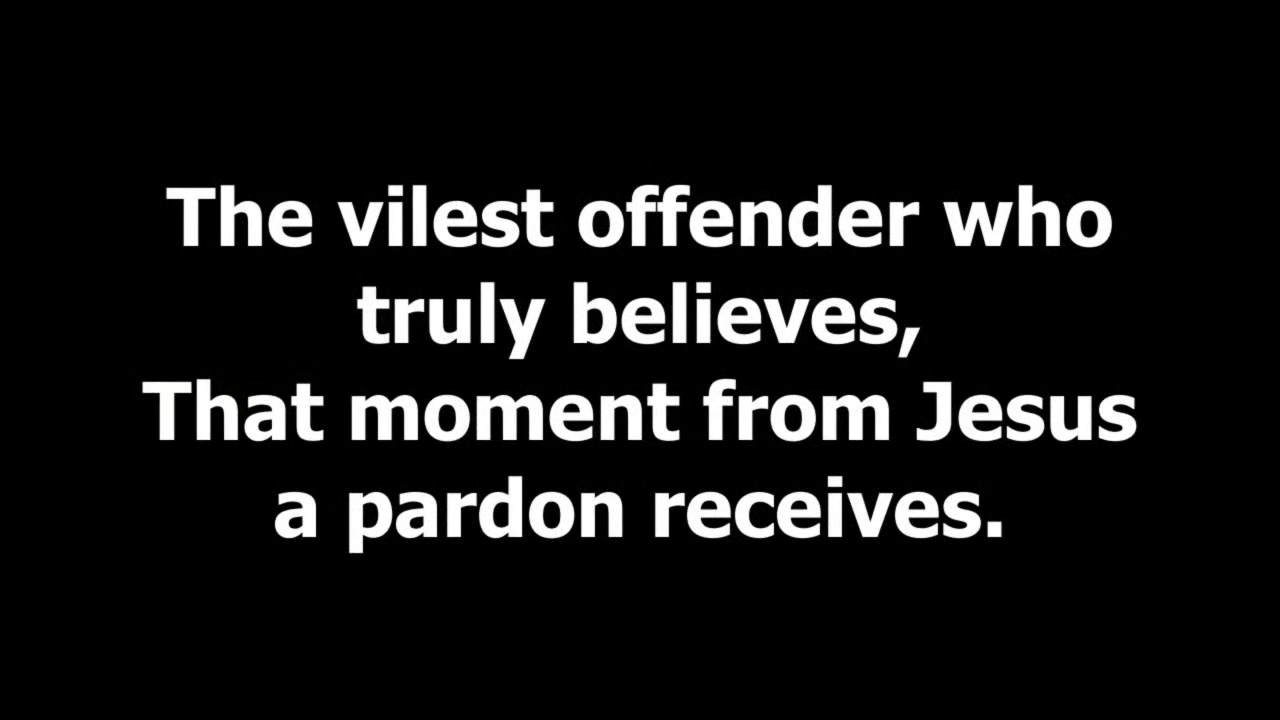 The vilest offender who
truly believes,
That moment from Jesus
a pardon receives.